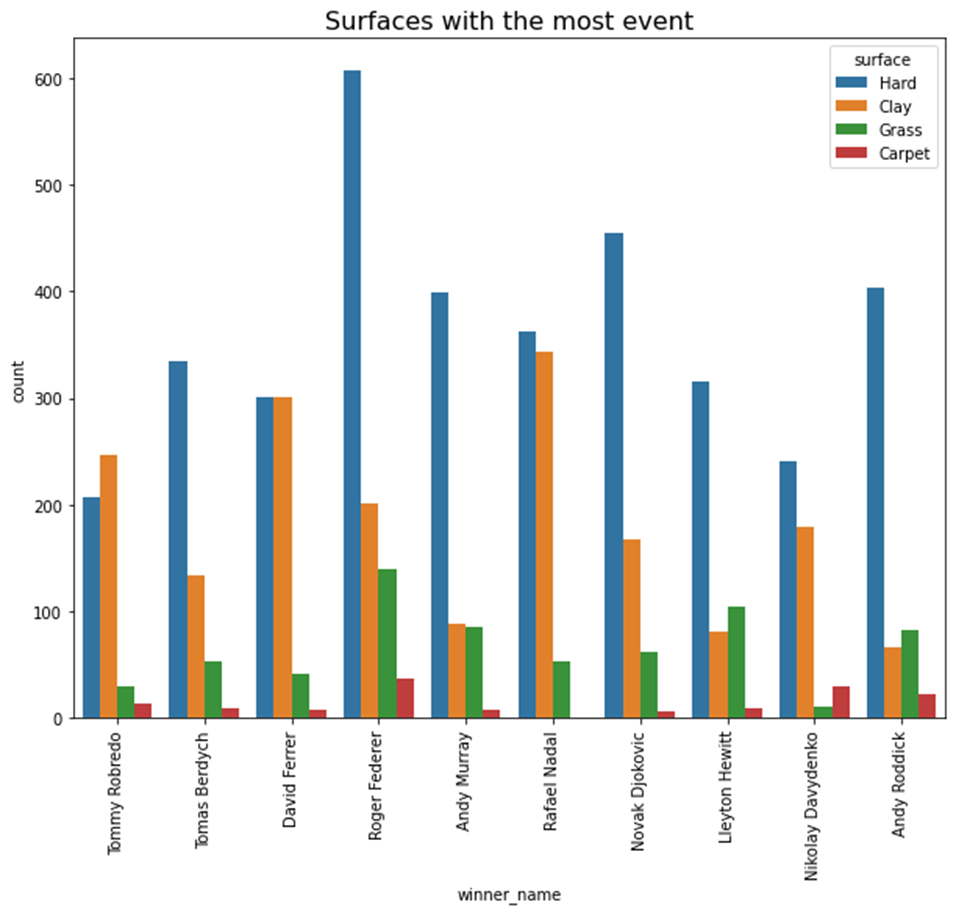 Surfaces with the most event
surface
Hard
Clay
Grass
Carpet
count
600
500
400
300
200
100
0
Tommy Robredo
Tomas Berdych
David Ferrer
Roger Federer
Andy Murray
Rafael Nadal
Novak Djokovic
Lleyton Hewitt
Nikolay Davydenko
Andy Roddick
winner_name